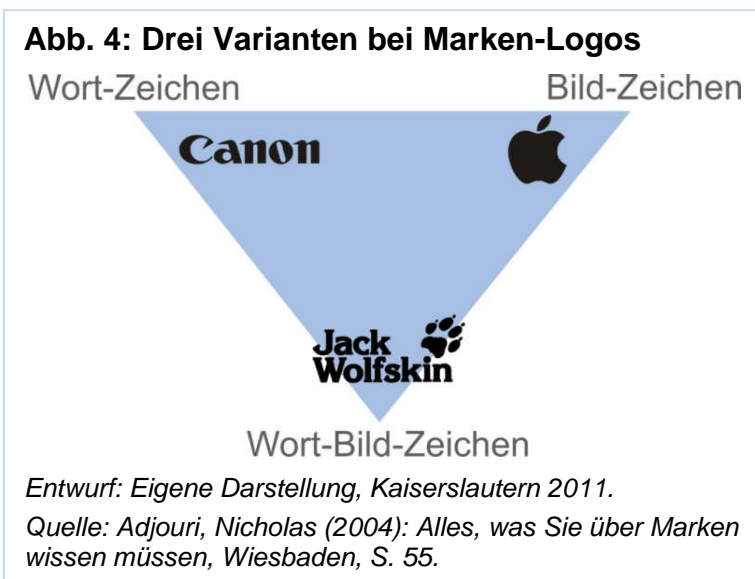 Abb. 4: Drei Varianten bei Marken-Logos
Wort-Zeichen
Bild-Zeichen
Canon
Jack
Wolfskin
Wort-Bild-Zeichen
Entwurf: Eigene Darstellung, Kaiserslautern 2011.
Quelle: Adjouri, Nicholas (2004): Alles, was Sie über Marken
wissen müssen, Wiesbaden, S. 55.